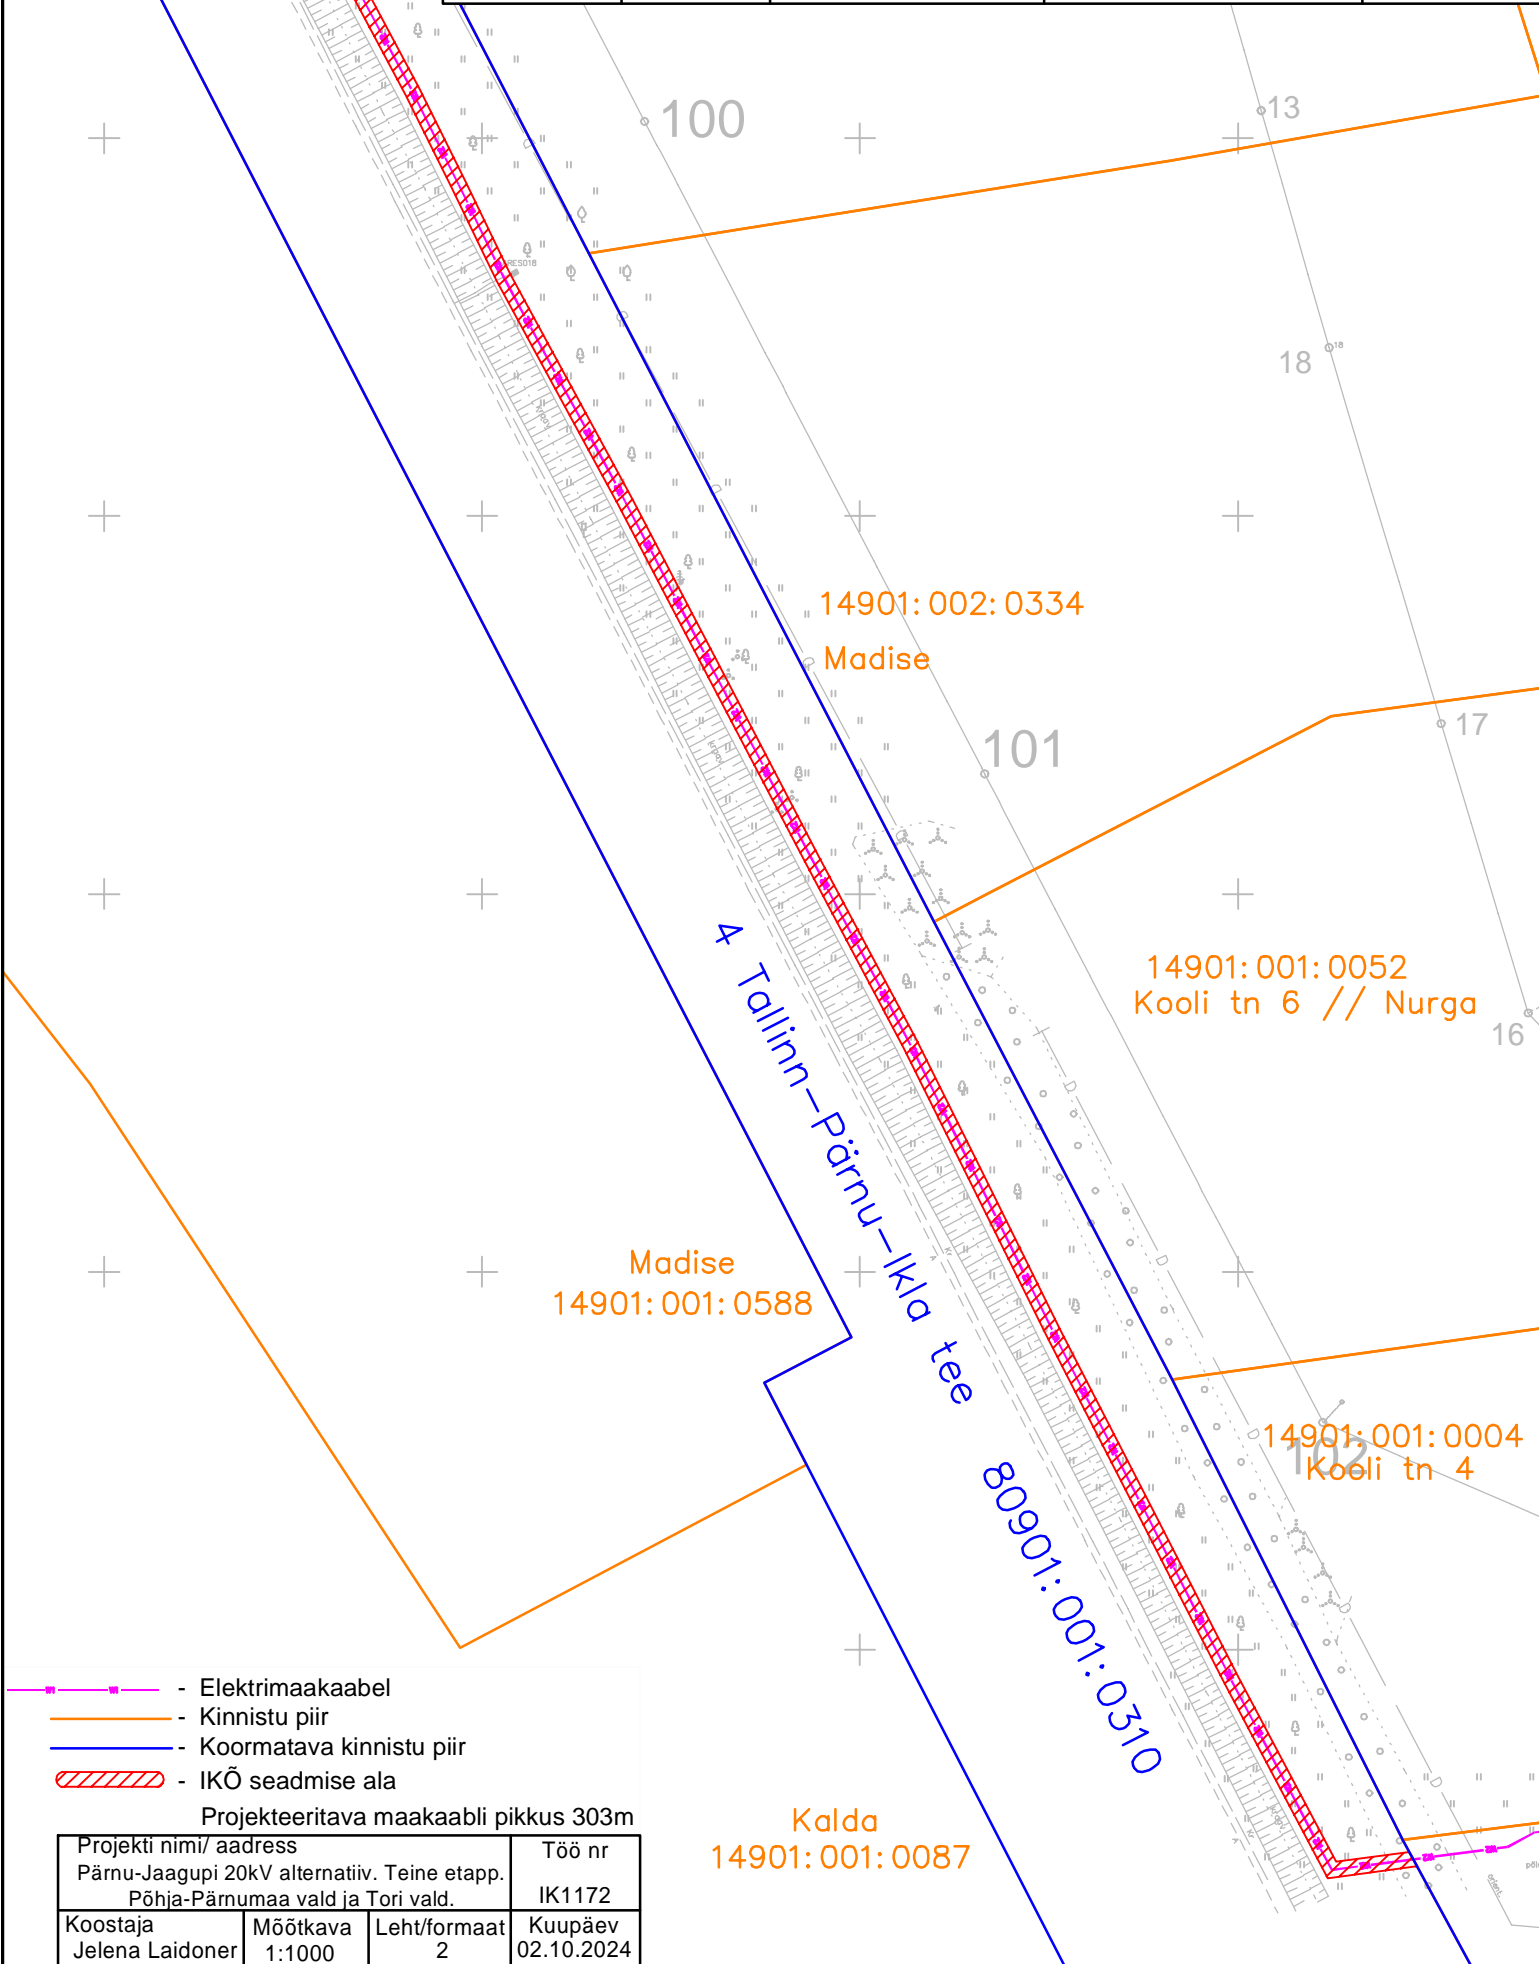 100
13
RES018
18
18
14901:002:0334
Madise
101
17
14901:001:0052
Kooli tn 6 // Nurga
16
4 Tallinn-Pärnu-Ikla tee 80901:001:0310
Madise
14901:001:0588
14901:001:0004
102
Kooli tn 4
Kalda
14901:001:0087
- Elektrimaakaabel
- Kinnistu piir
- Koormatava kinnistu piir
- IKÕ seadmise ala
Projekteeritava maakaabli pikkus 303m
Projekti nimi/ aadress
Pärnu-Jaagupi 20kV alternatiiv. Teine etapp.
Põhja-Pärnumaa vald ja Tori vald.
Töö nr
IK1172
Koostaja
Jelena Laidoner
Mõõtkava
1:1000
Leht/formaat
2
Kuupäev
02.10.2024